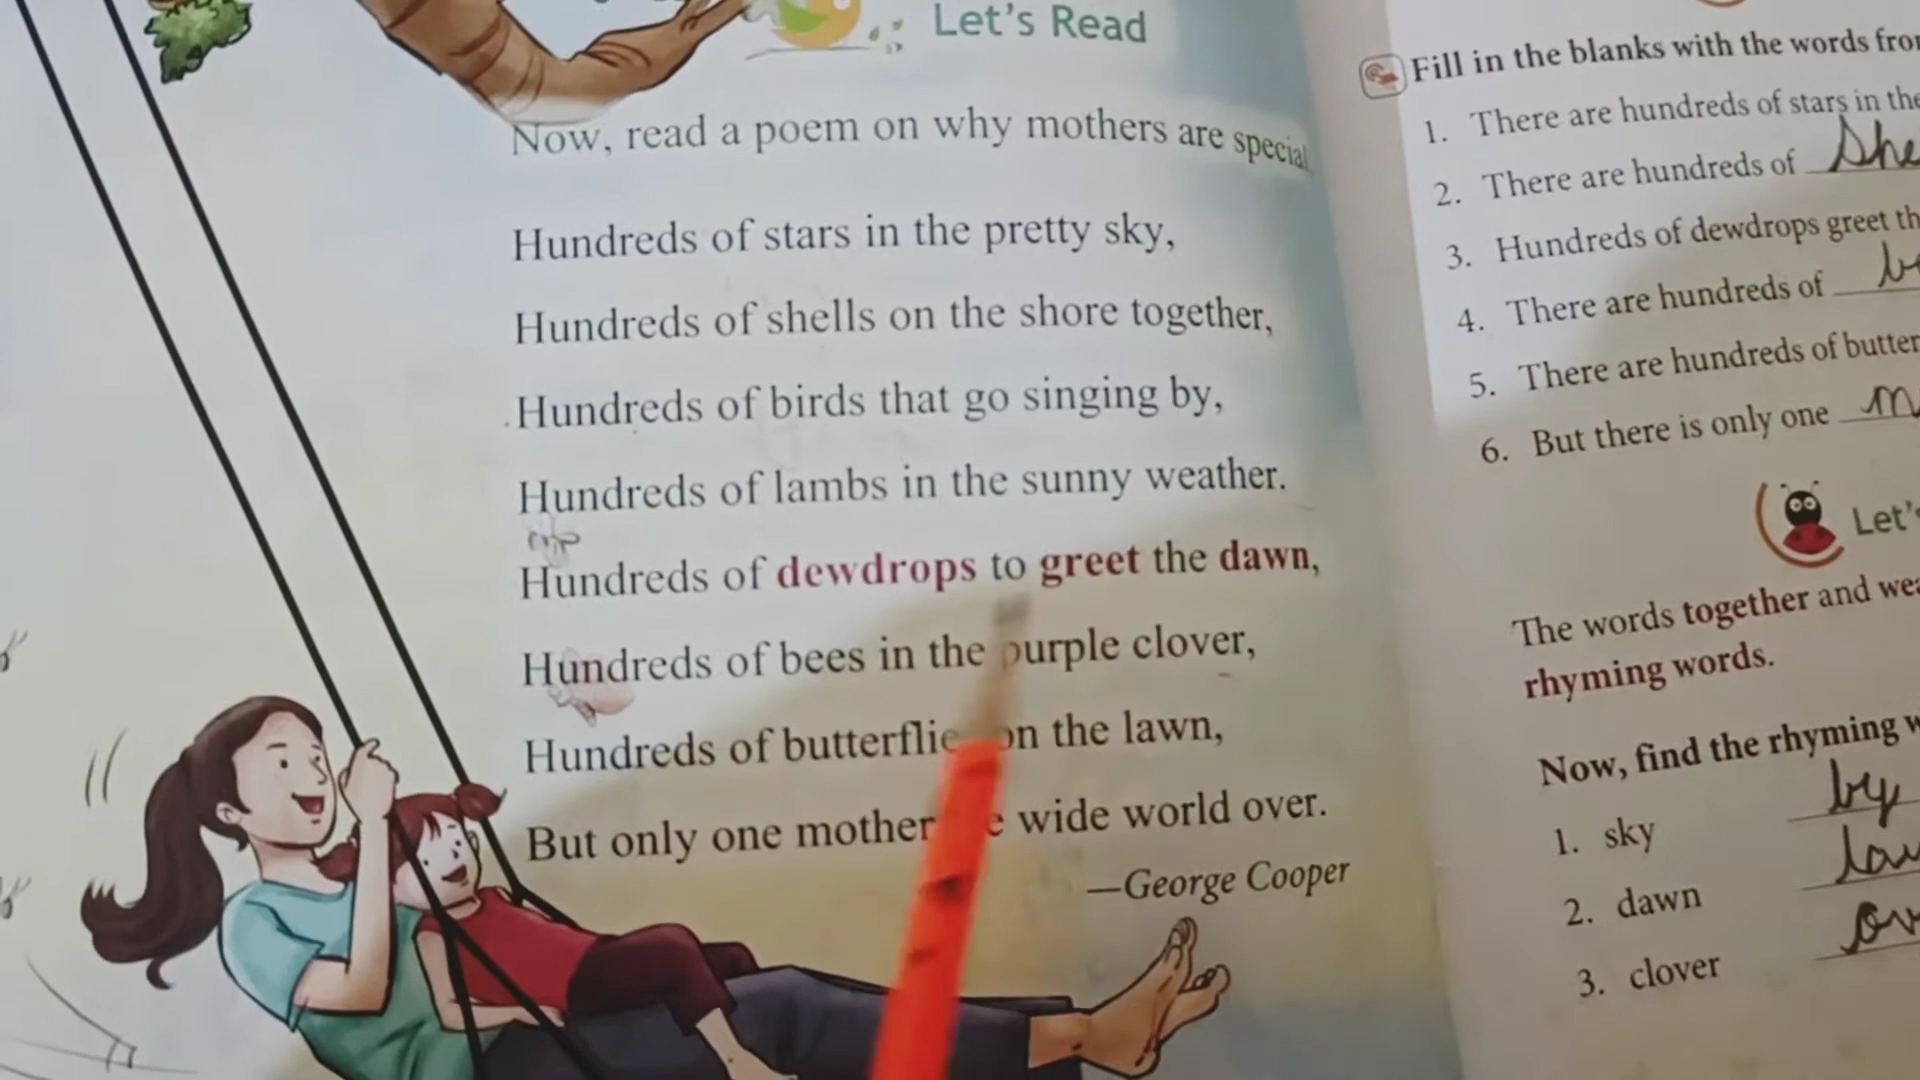 Let's Read
Now, read a poem on why mothers are special
Hundreds of stars in the pretty sky,
Hundreds of shells on the shore together,
Hundreds of birds that go singing by,
Hundreds of lambs in the sunny weather.
Hundreds of dewdrops to greet the dawn,
Hundreds of bees in the purple clover,
Hundreds of on the lawn,
But only one mother wide world over.
—George Cooper
Fill in the blanks with the words
1. There are hundreds of stars in the
2. There are hundreds of
3. Hundreds of dewdrops greet
4. There are hundreds of
5. There are hundreds of
6. But there is only one
Let's
The words together and
rhyming words.
Now, find the rhyming
1. sky by
2. dawn
3. clover